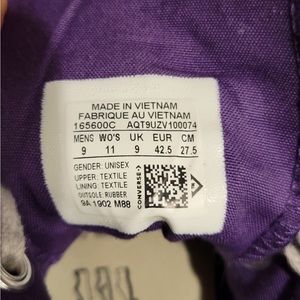 MADE IN VIETNAM
FABRIQUE AU VIETNAM
165600C AQT9UZV100074
MENS WO'S UK EUR CM
9 11 9 42.5 27.5
GENDER: UNISEX
UPPER: TEXTILE
LINING: TEXTILE
OUTSOLE: RUBBER
9A 1902 M88
CONVERSE